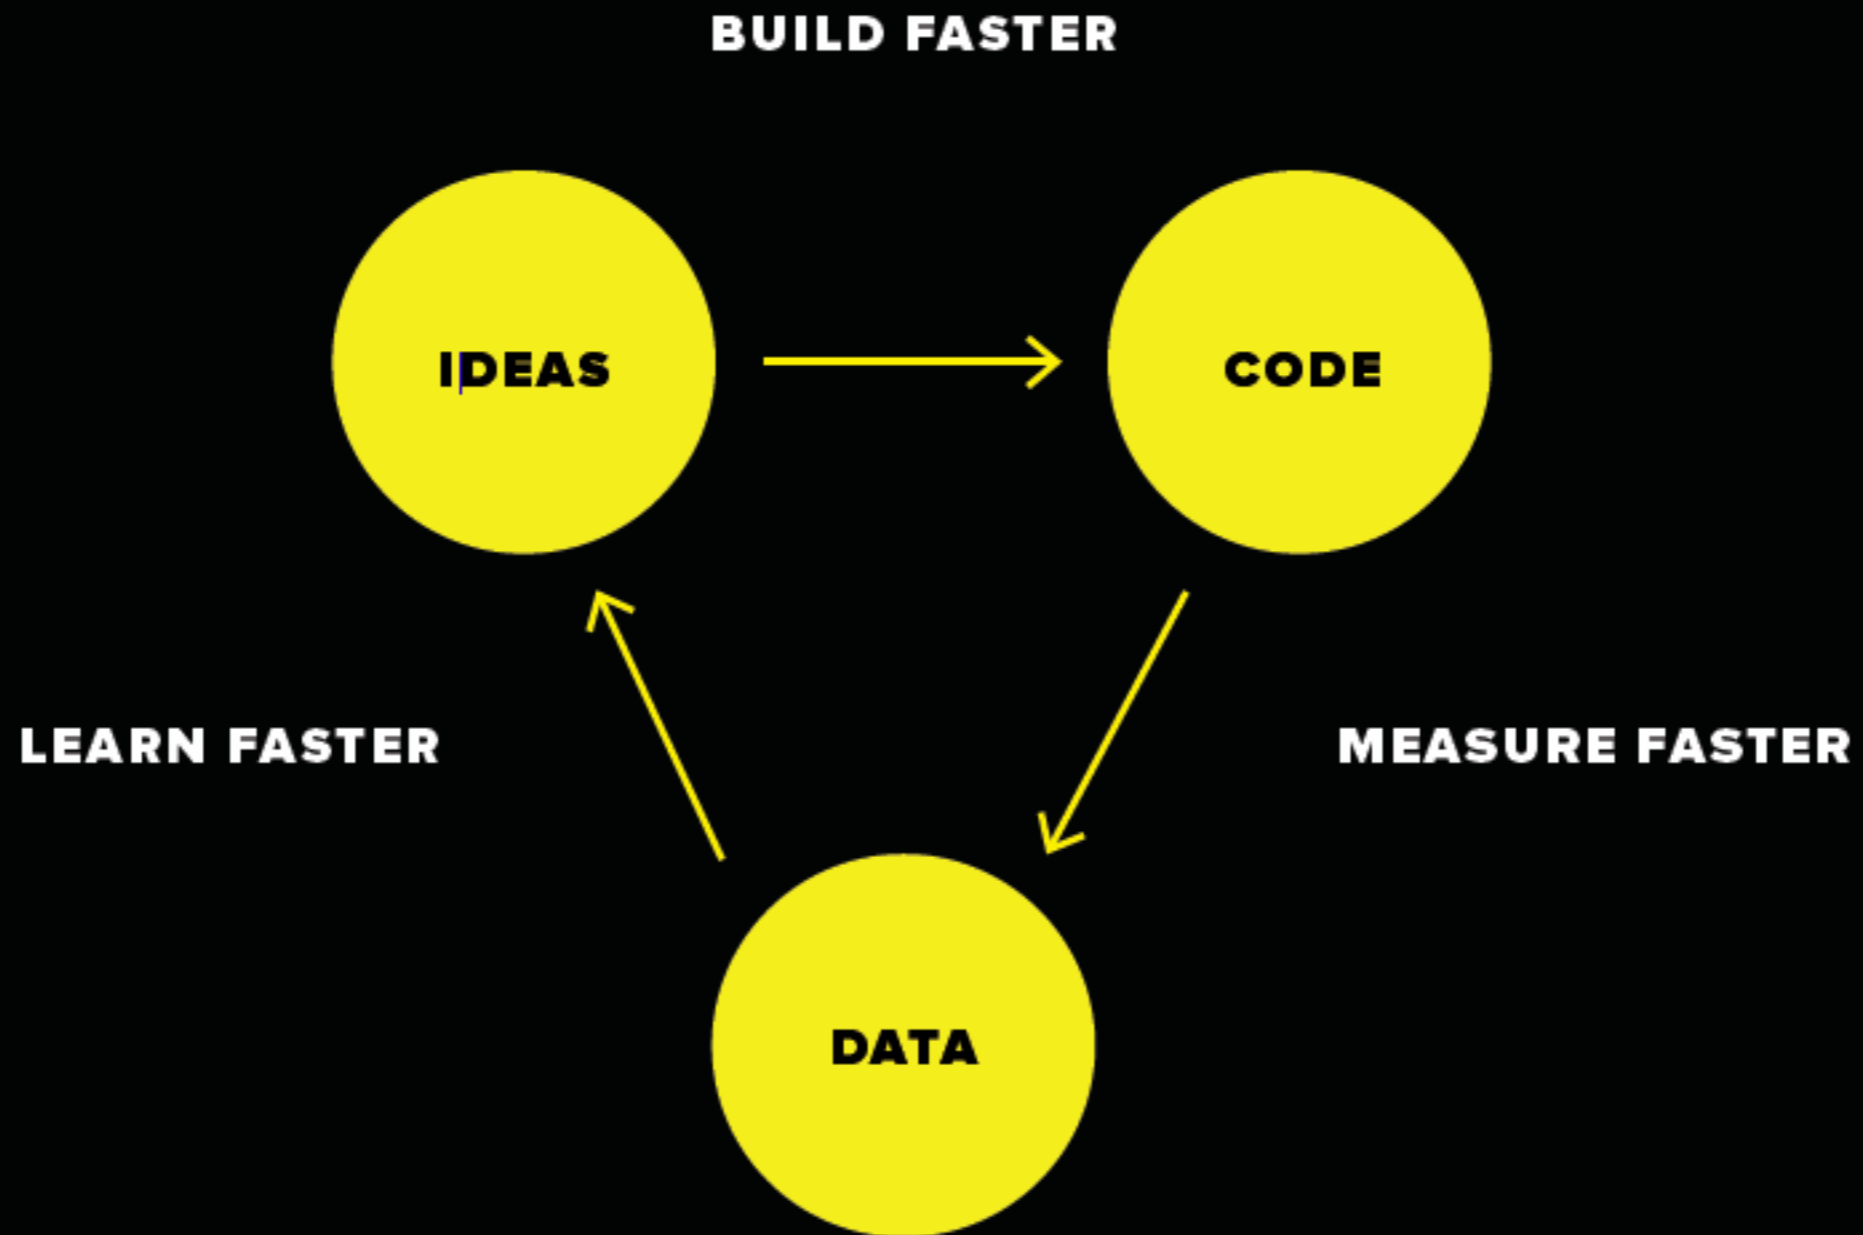 BUILD FASTER
IDEAS
CODE
LEARN FASTER
MEASURE FASTER
DATA